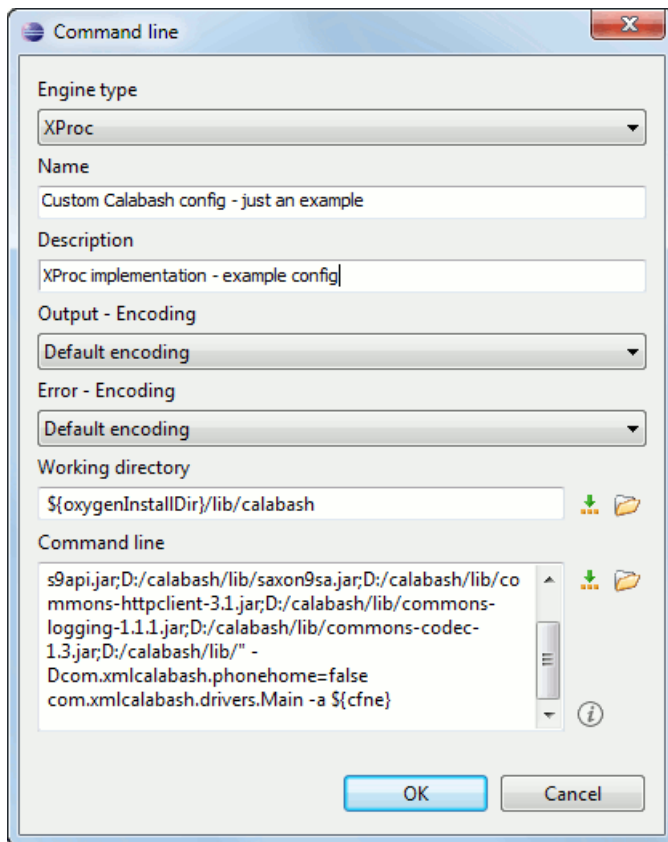 Command line
Engine type
XProc
Name
Custom Calabash config - just an example
Description
XProc implementation - example config
Output - Encoding
Default encoding
Error - Encoding
Default encoding
Working directory
${oxygenInstallDir}/lib/calabash
Command line
s9api.jar;D:/calabash/lib/saxon9sa.jar;D:/calabash/lib/co
mmons-httpclient-3.1.jar;D:/calabash/lib/commons-
logging-1.1.1.jar;D:/calabash/lib/commons-codec-
1.3.jar;D:/calabash/lib/" -
Dcom.xmlcalabash.phonehome=false
com.xmlcalabash.drivers.Main -a ${cfne}
OK
Cancel